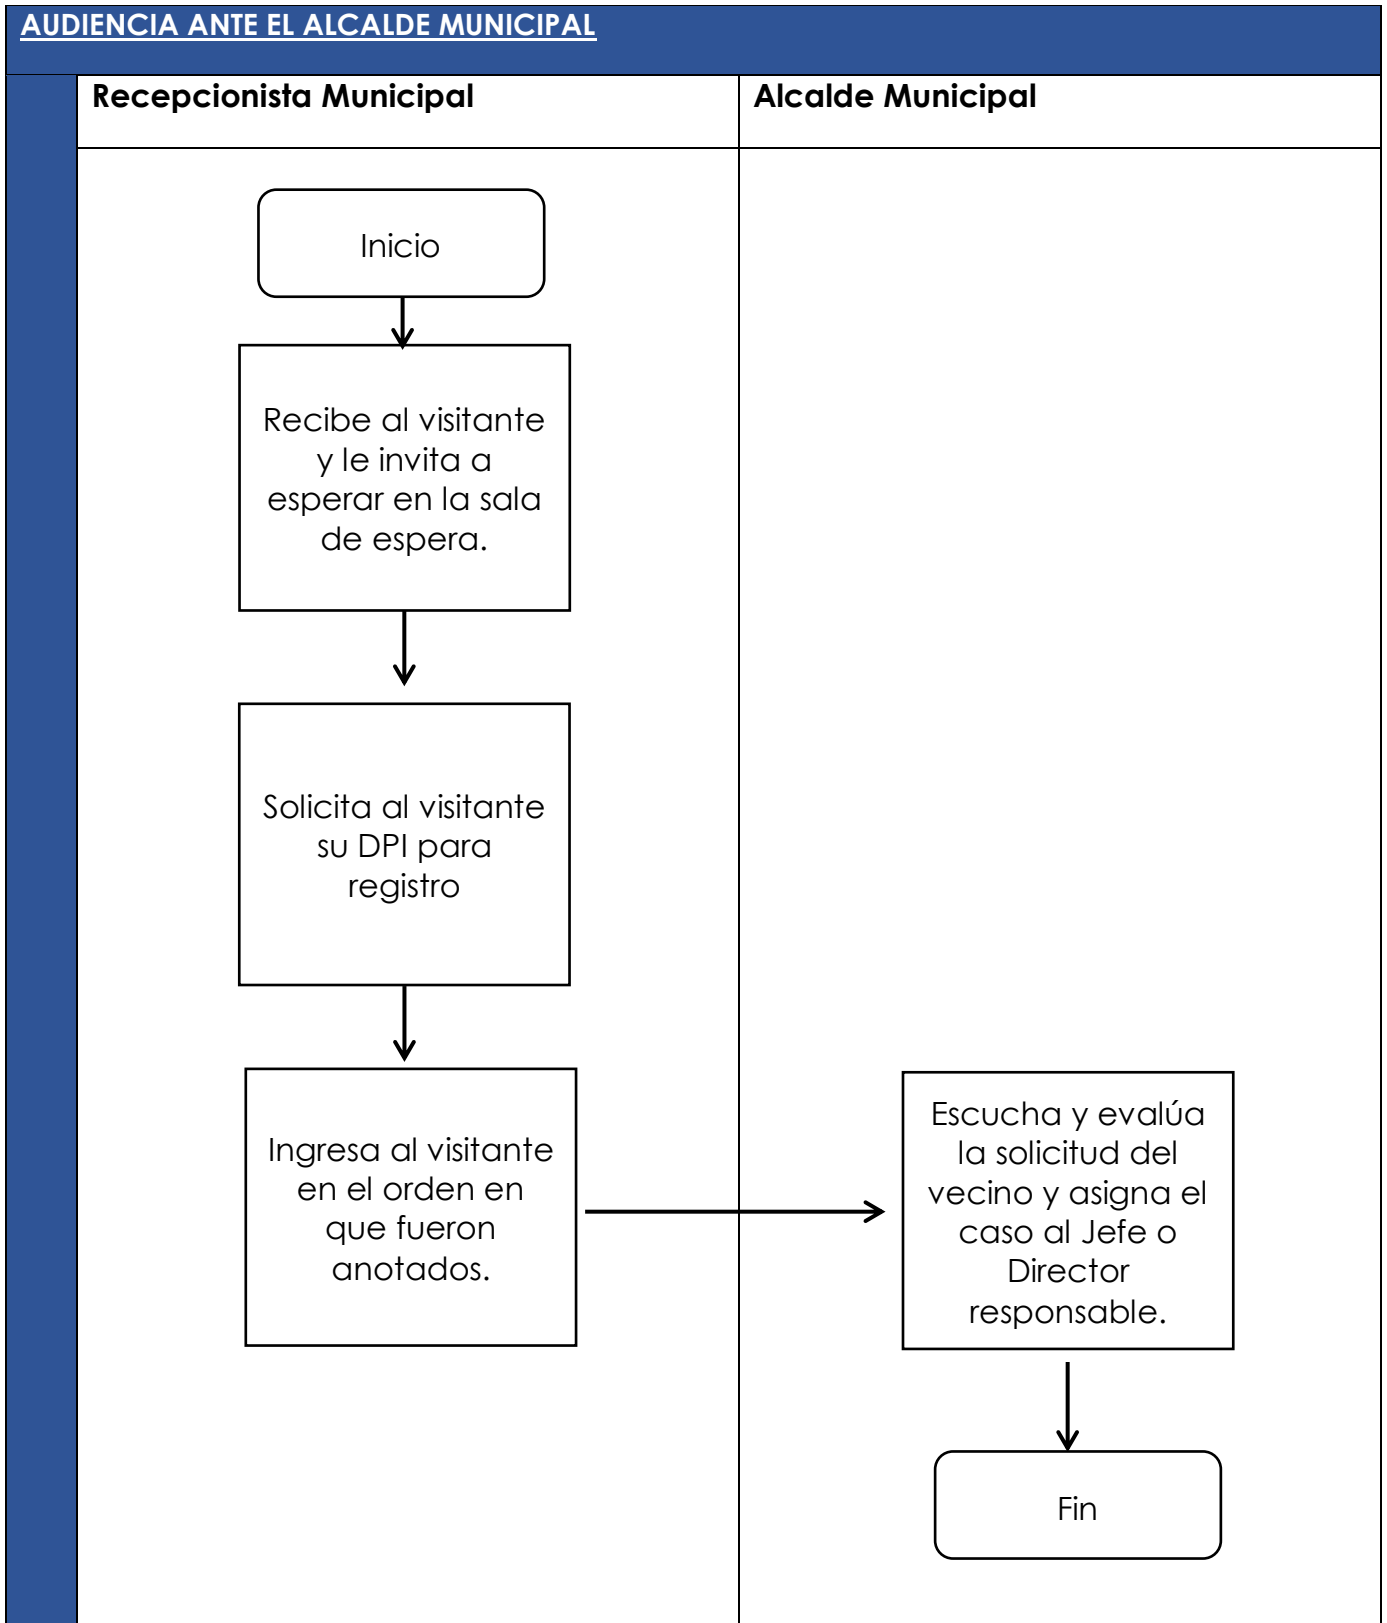 AUDIENCIA ANTE EL ALCALDE MUNICIPAL
Recepcionista Municipal
Alcalde Municipal
Inicio
Recibe al visitante
y le invita a
esperar en la sala
de espera.
Solicita al visitante
su DPI para
registro
Ingresa al visitante
en el orden en
que fueron
anotados.
Escucha y evalúa
la solicitud del
vecino y asigna el
caso al Jefe o
Director
responsable.
Fin